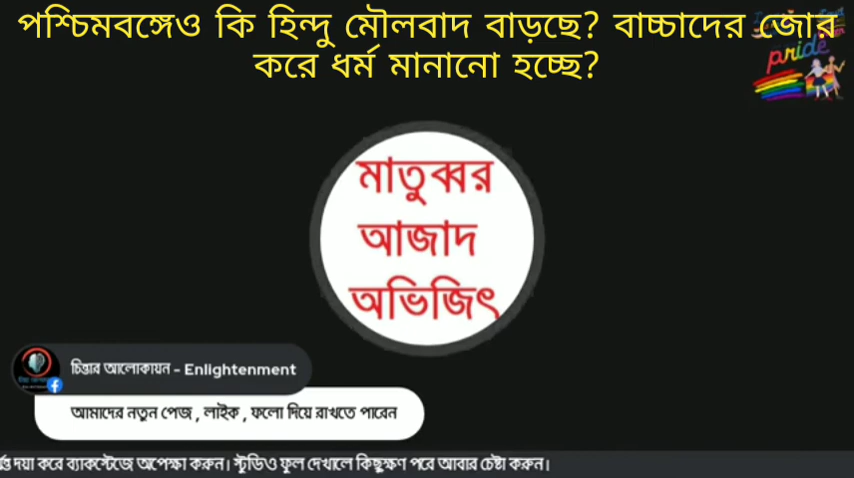 পশ্চিমবঙ্গেও কি হিন্দু মৌলবাদ বাড়ছে? বাচ্চাদের জোর
করে ধর্ম মানানো হচ্ছে?
pride
মাতুব্বর
আজাদ
অভিজিৎ
চিন্তার আলোকায়ন - Enlightenment
আমাদের নতুন পেজ , লাইক , ফলো দিয়ে রাখতে পারেন
দয়া করে ব্যাকস্টেজে অপেক্ষা করুন। স্টুডিও ফুল দেখালে কিছুক্ষণ পরে আবার চেষ্টা করুন।